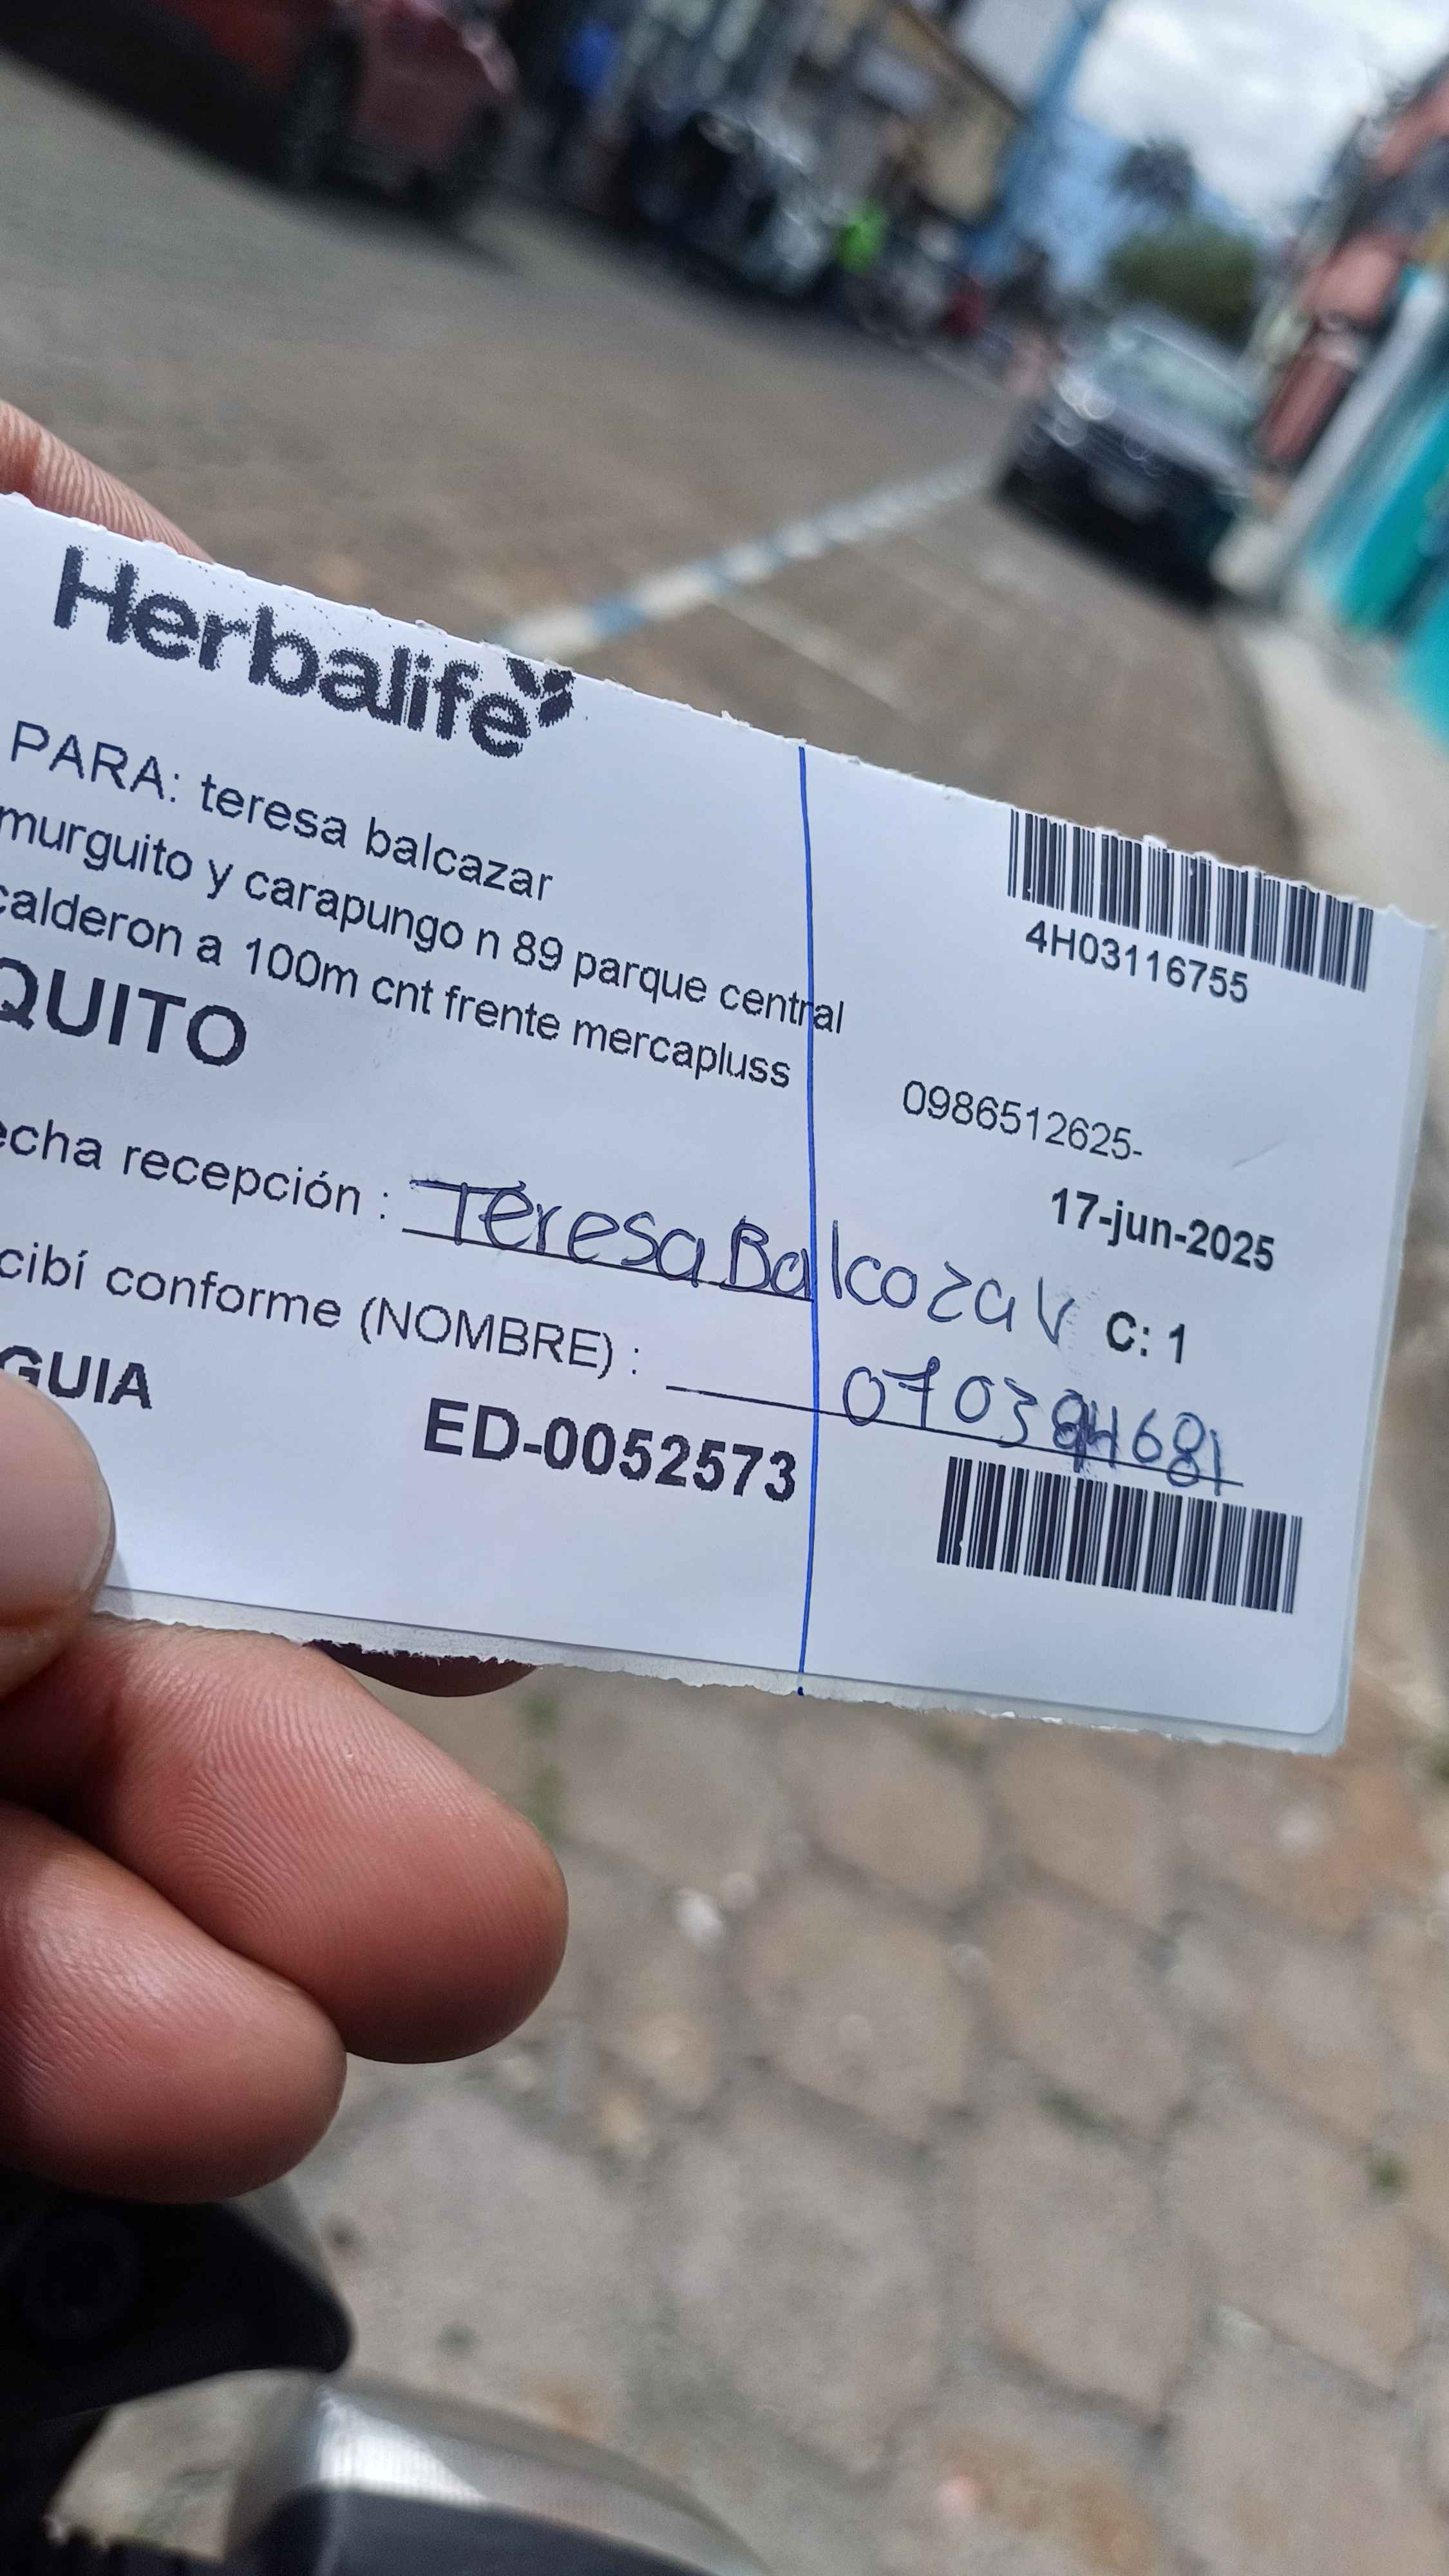 Herbalife
PARA: teresa balcazar
4H03116755
murguito y carapungo n 89 parque central
calderon a 100m cnt frente mercapluss
QUITO
0986512625-
17-jun-2025
echa recepción : Teresa Balcazar
C: 1
cibí conforme (NOMBRE) :
GUIA
ED-0052573